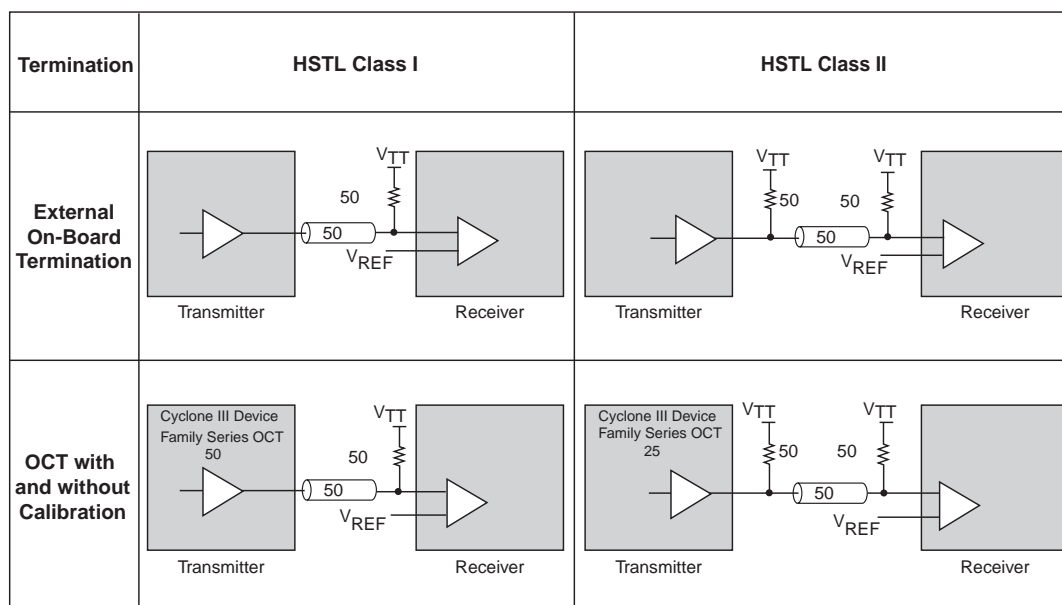 Termination
HSTL Class I
HSTL Class II
External
On-Board
Termination
VTT
50
50
VREF
Transmitter
Receiver
VTT
50
VTT
50
50
VREF
Transmitter
Receiver
OCT with
and without
Calibration
Cyclone III Device
Family Series OCT
50
VTT
50
50
VREF
Transmitter
Receiver
Cyclone III Device
Family Series OCT
25
VTT
50
VTT
50
50
VREF
Transmitter
Receiver